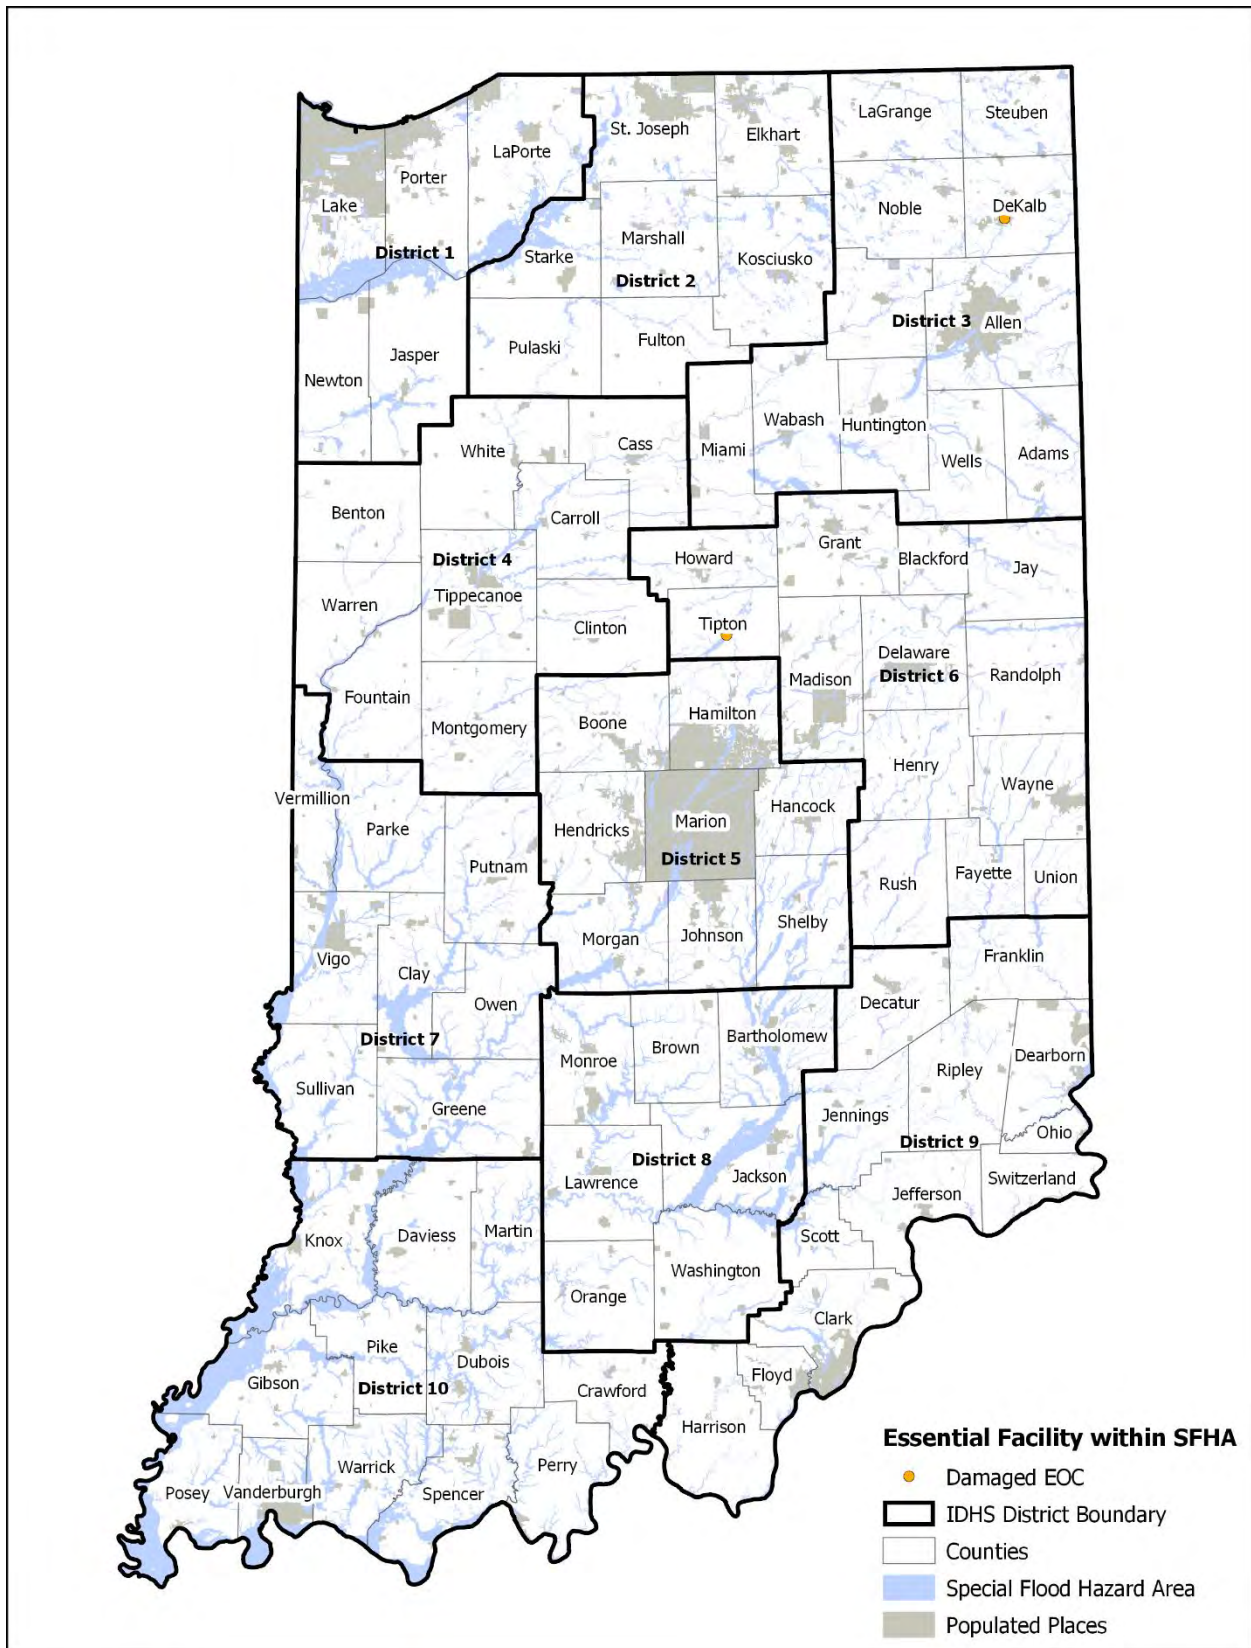 LaGrange
Steuben
St. Joseph
Elkhart
LaPorte
Porter
Lake
Noble
DeKalb
District 1
Starke
Marshall
District 2
Kosciusko
District 3
Allen
Newton
Jasper
Pulaski
Fulton
Miami
Wabash
Huntington
Wells
Adams
White
Cass
Benton
Carroll
District 4
Howard
Grant
Blackford
Jay
Warren
Tippecanoe
Clinton
Tipton
Delaware
District 6
Randolph
Madison
Fountain
Montgomery
Boone
Hamilton
Henry
Wayne
Vermillion
Parke
Putnam
Hendricks
Marion
Hancock
District 5
Rush
Fayette
Union
Morgan
Johnson
Shelby
Vigo
Clay
Owen
Franklin
Decatur
District 7
Monroe
Brown
Bartholomew
Dearborn
Ripley
Sullivan
Greene
Jennings
District 9
Ohio
Lawrence
District 8
Jackson
Jefferson
Switzerland
Knox
Daviess
Martin
Scott
Washington
Orange
Clark
Pike
Dubois
Gibson
District 10
Crawford
Floyd
Harrison
Posey
Vanderburgh
Warrick
Spencer
Perry
Essential Facility within SFHA
Damaged EOC
IDHS District Boundary
Counties
Special Flood Hazard Area
Populated Places